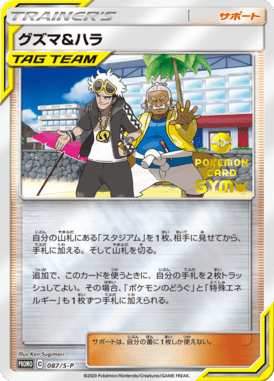 TRAINER'S
サポート
グズマ&ハラ
TAG TEAM
POKÉMON CARD GYM
自分の山札にある「スタジアム」を1枚、相手に見せてから、
手札に加える。そして山札を切る。
追加で、このカードを使うときに、自分の手札を2枚トラッ
シュしてよい。その場合、「ポケモンのどうぐ」と「特殊エネ
ルギー」も1枚ずつ手札に加える。
Illus.Ken Sugimori
PROMO C 087/S-P
サポートは、自分の番に1枚しか使えない。
©2020 Pokémon/Nintendo/Creatures/GAME FREAK.